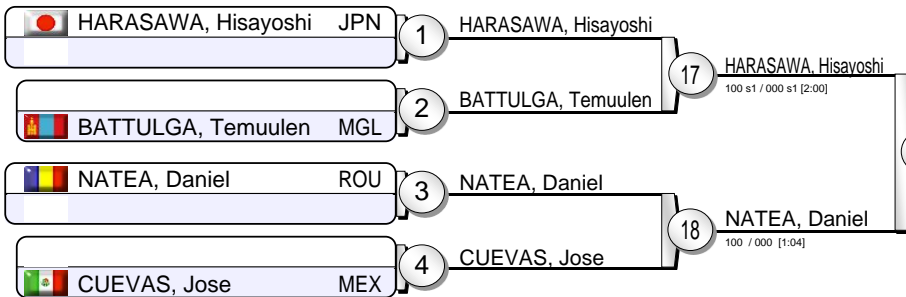 HARASAWA, Hisayoshi JPN
BATTULGA, Temuulen MGL
NATEA, Daniel ROU
CUEVAS, Jose MEX
1
2
3
4
HARASAWA, Hisayoshi
BATTULGA, Temuulen
NATEA, Daniel
CUEVAS, Jose
17
18
HARASAWA, Hisayoshi
100 s1 / 000 s1 [2:00]
NATEA, Daniel
100 / 000 [1:04]